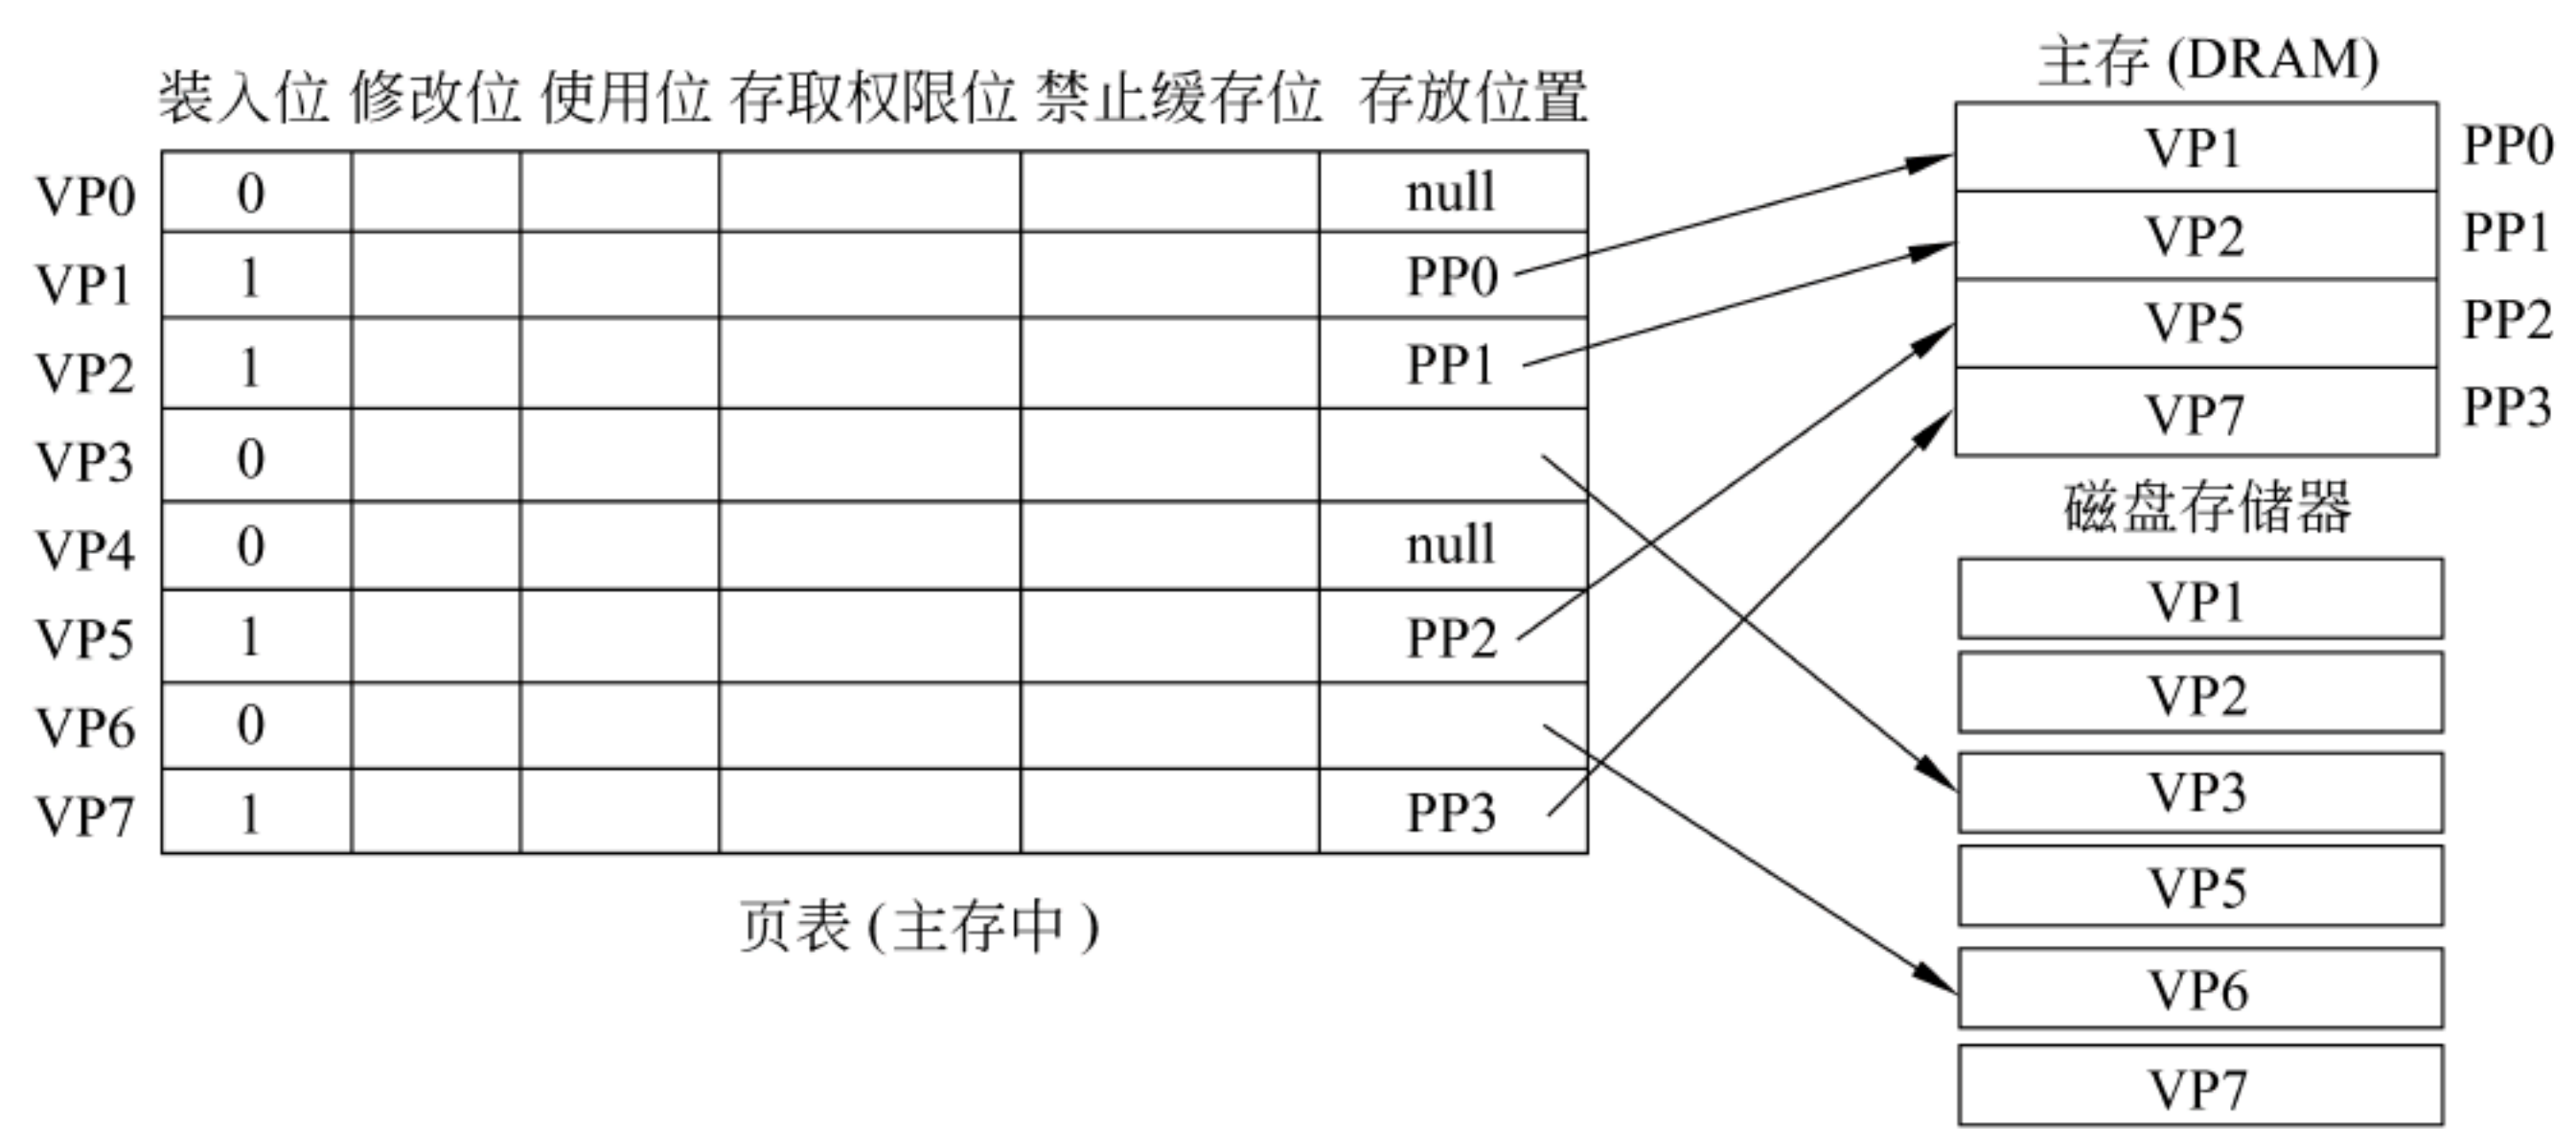 装入位 修改位 使用位 存取权限位 禁止缓存位 存放位置
VP0 0 null
VP1 1 PP0
VP2 1 PP1
VP3 0
VP4 0 null
VP5 1 PP2
VP6 0
VP7 1 PP3
页表 (主存中 )
主存 (DRAM)
VP1 PP0
VP2 PP1
VP5 PP2
VP7 PP3
磁盘存储器
VP1
VP2
VP3
VP5
VP6
VP7